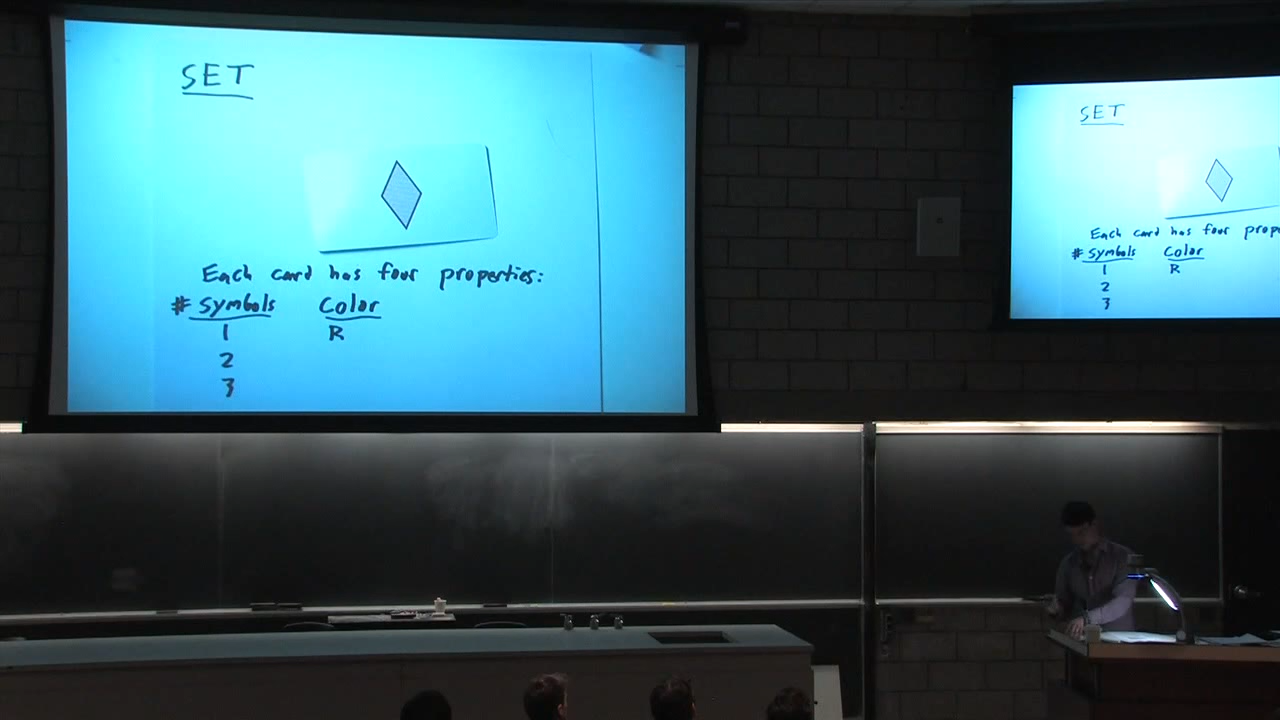 SET
Each card has four properties:
# Symbols Color
1 R
2
3
SET
Each card has four prope
# Symbols Color
1 R
2
3